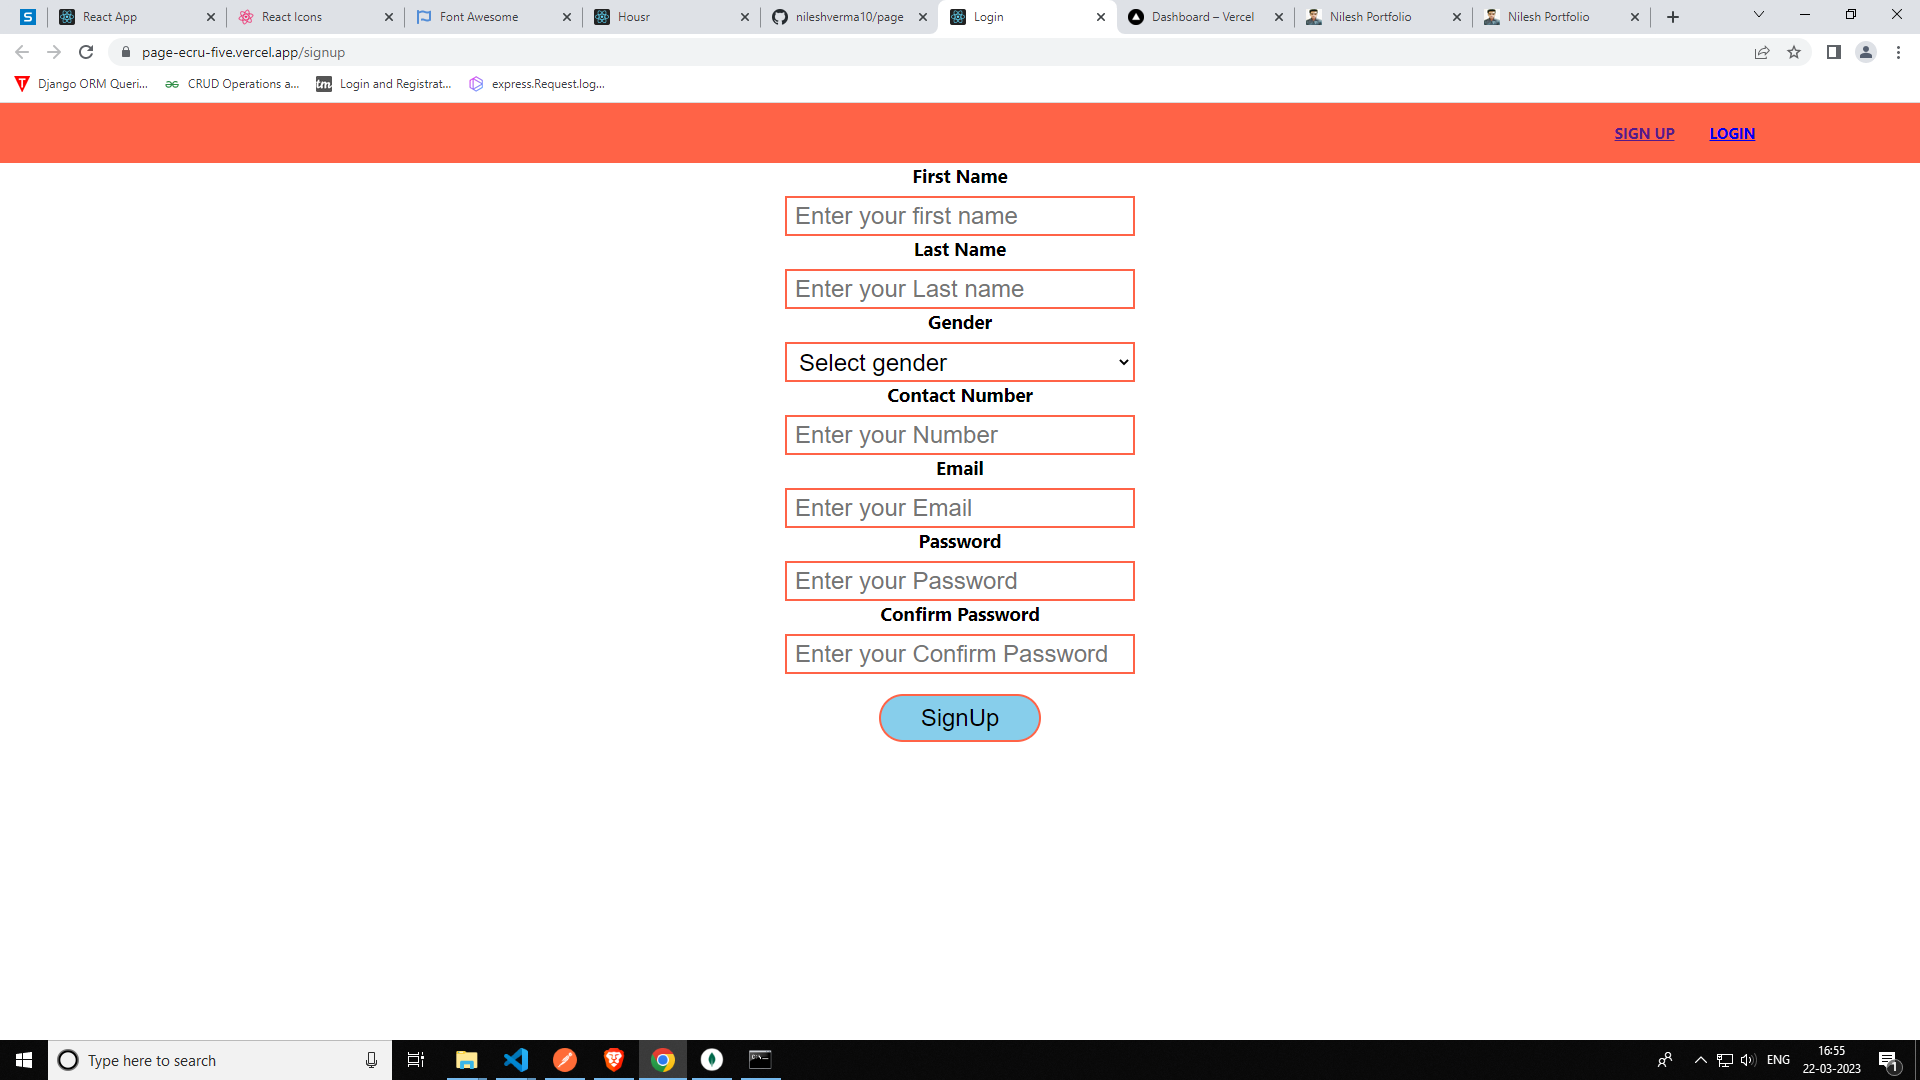 S React App React Icons Font Awesome Housr nileshverma10/page Login Dashboard – Vercel Nilesh Portfolio Nilesh Portfolio
page-ecru-five.vercel.app/signup
Django ORM Queri... CRUD Operations a... tm Login and Registrat... express.Request.log...
SIGN UP LOGIN
First Name
Enter your first name
Last Name
Enter your Last name
Gender
Select gender
Contact Number
Enter your Number
Email
Enter your Email
Password
Enter your Password
Confirm Password
Enter your Confirm Password
SignUp
Type here to search
ENG
16:55
22-03-2023
1